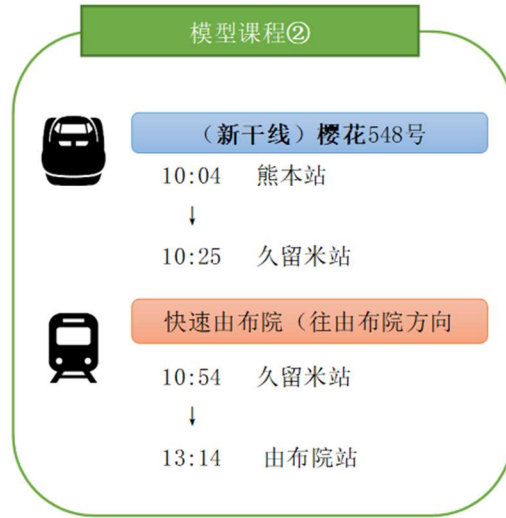 模型课程②
（新干线）樱花548号
10:04 熊本站
↓
10:25 久留米站
快速由布院（往由布院方向
10:54 久留米站
↓
13:14 由布院站